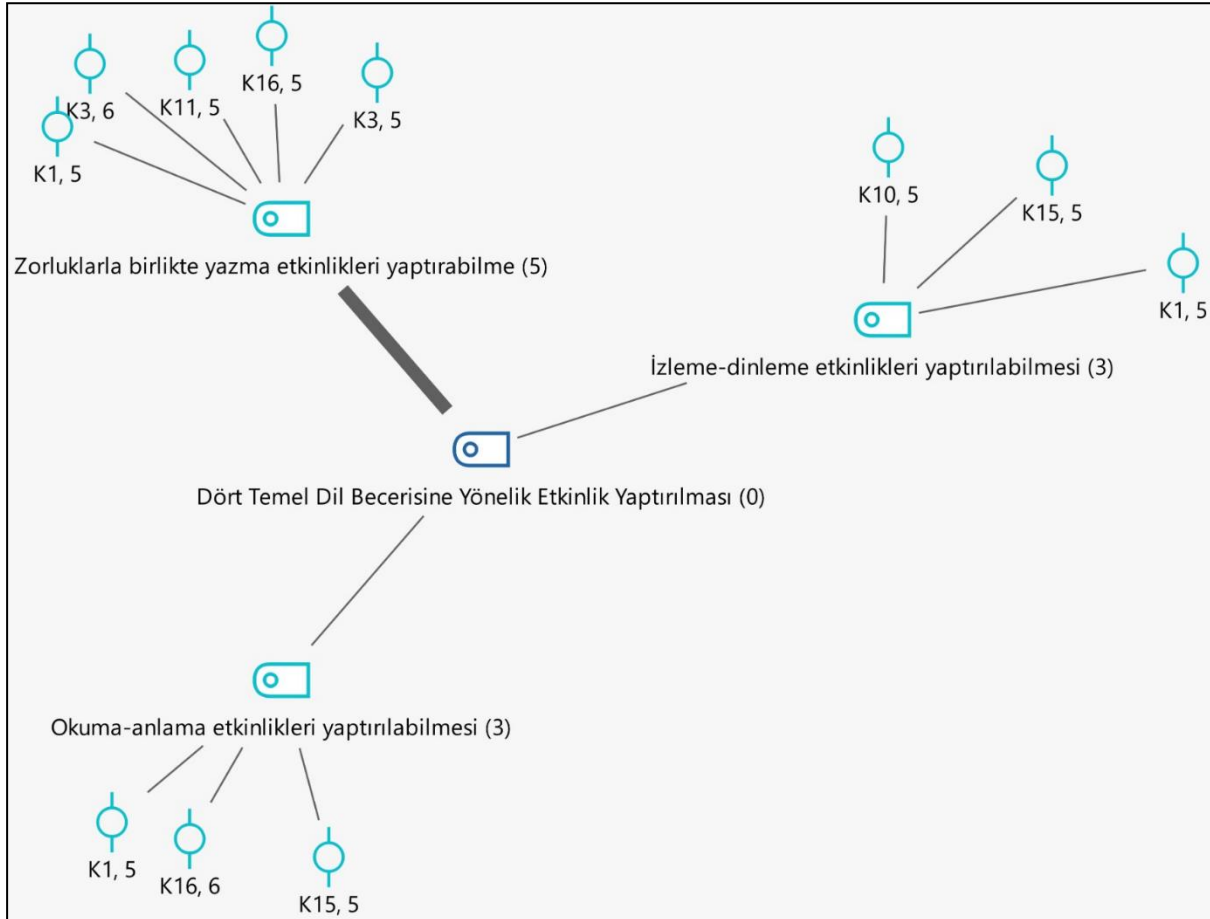 K16, 5
K3, 6
K11, 5
K3, 5
K1, 5
Zorluklarla birlikte yazma etkinlikleri yaptırabilme (5)
K10, 5
K15, 5
K1, 5
İzleme-dinleme etkinlikleri yaptırılabilmesi (3)
Dört Temel Dil Becerisine Yönelik Etkinlik Yaptırılması (0)
Okuma-anlama etkinlikleri yaptırılabilmesi (3)
K1, 5
K16, 6
K15, 5